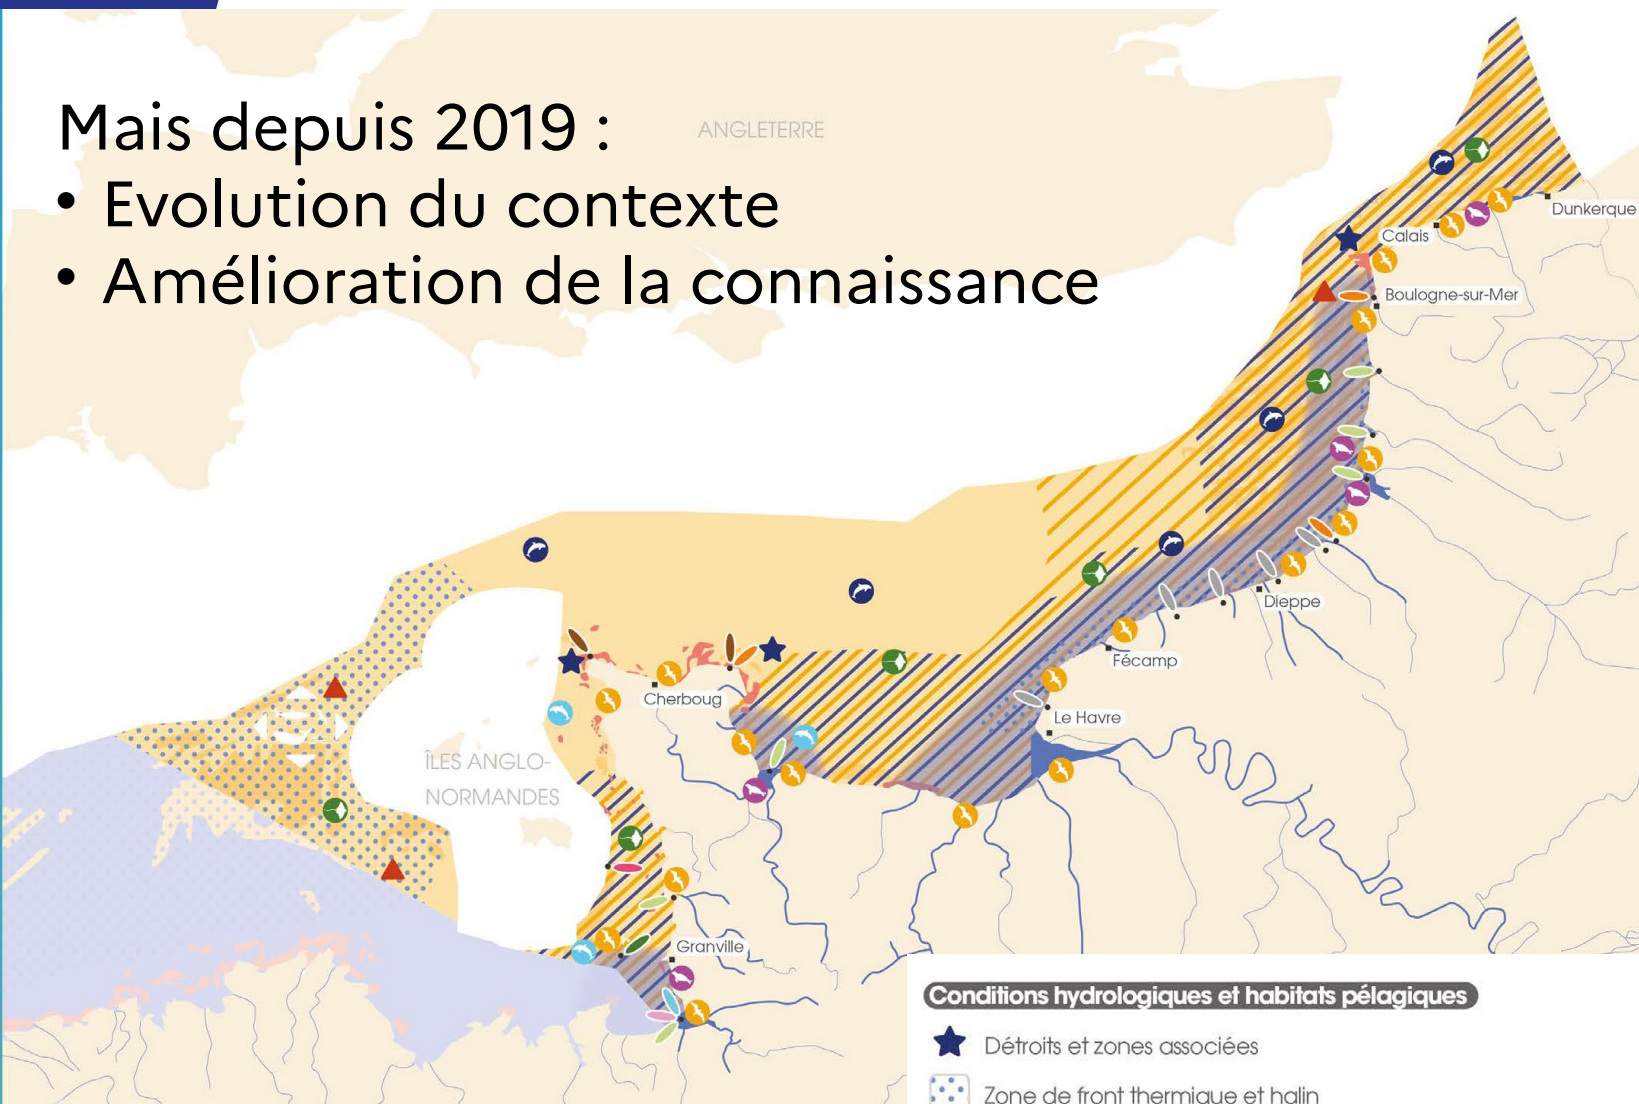 Mais depuis 2019 :
• Evolution du contexte
• Amélioration de la connaissance
ANGLETERRE
Dunkerque
Calais
Boulogne-sur-Mer
Dieppe
Fécamp
Cherboug
Le Havre
ÎLES ANGLO-
NORMANDES
Granville
Conditions hydrologiques et habitats pélagiques
Détroits et zones associées
Zone de front thermique et halin